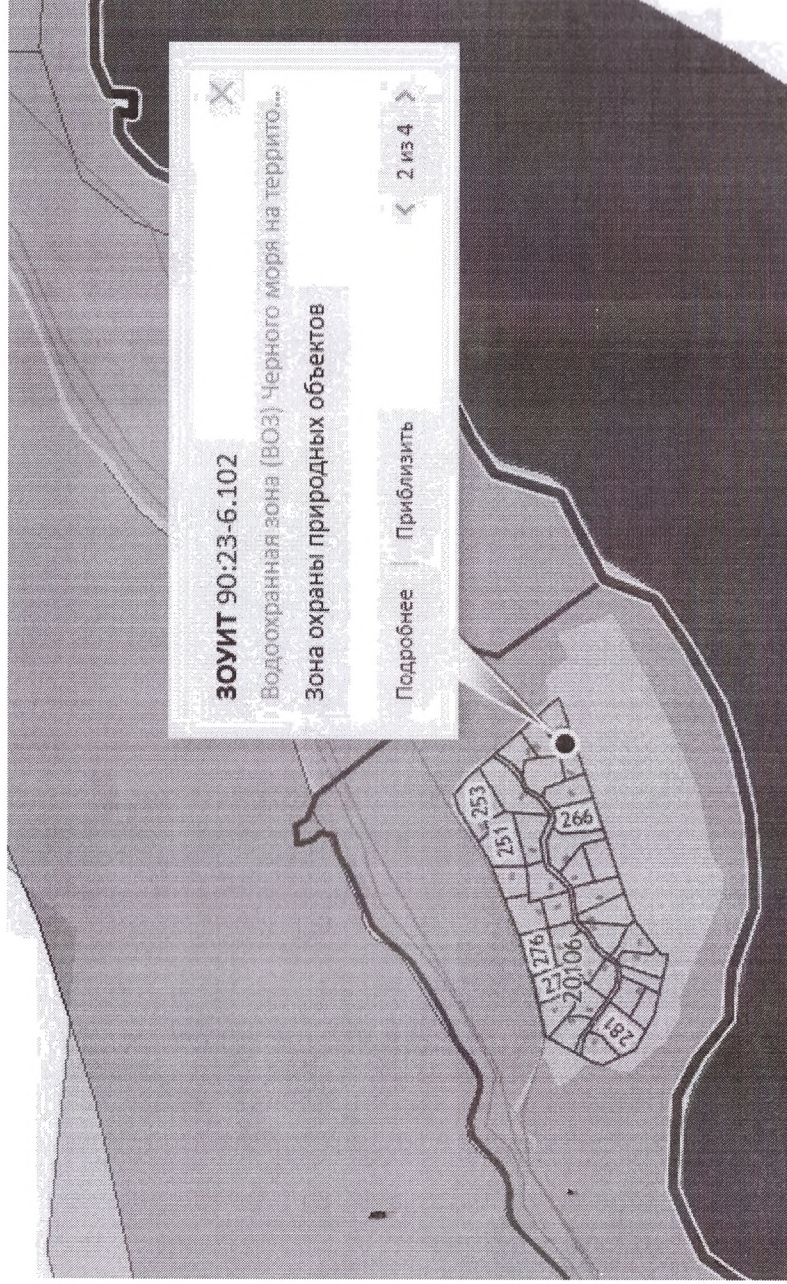 ЗОУИТ 90:23-6.102
Водоохранная зона (ВОЗ) Черного моря на террито...
Зона охраны природных объектов
Подробнее | Приблизить
2 из 4
253
251
266
276
27
20106
281